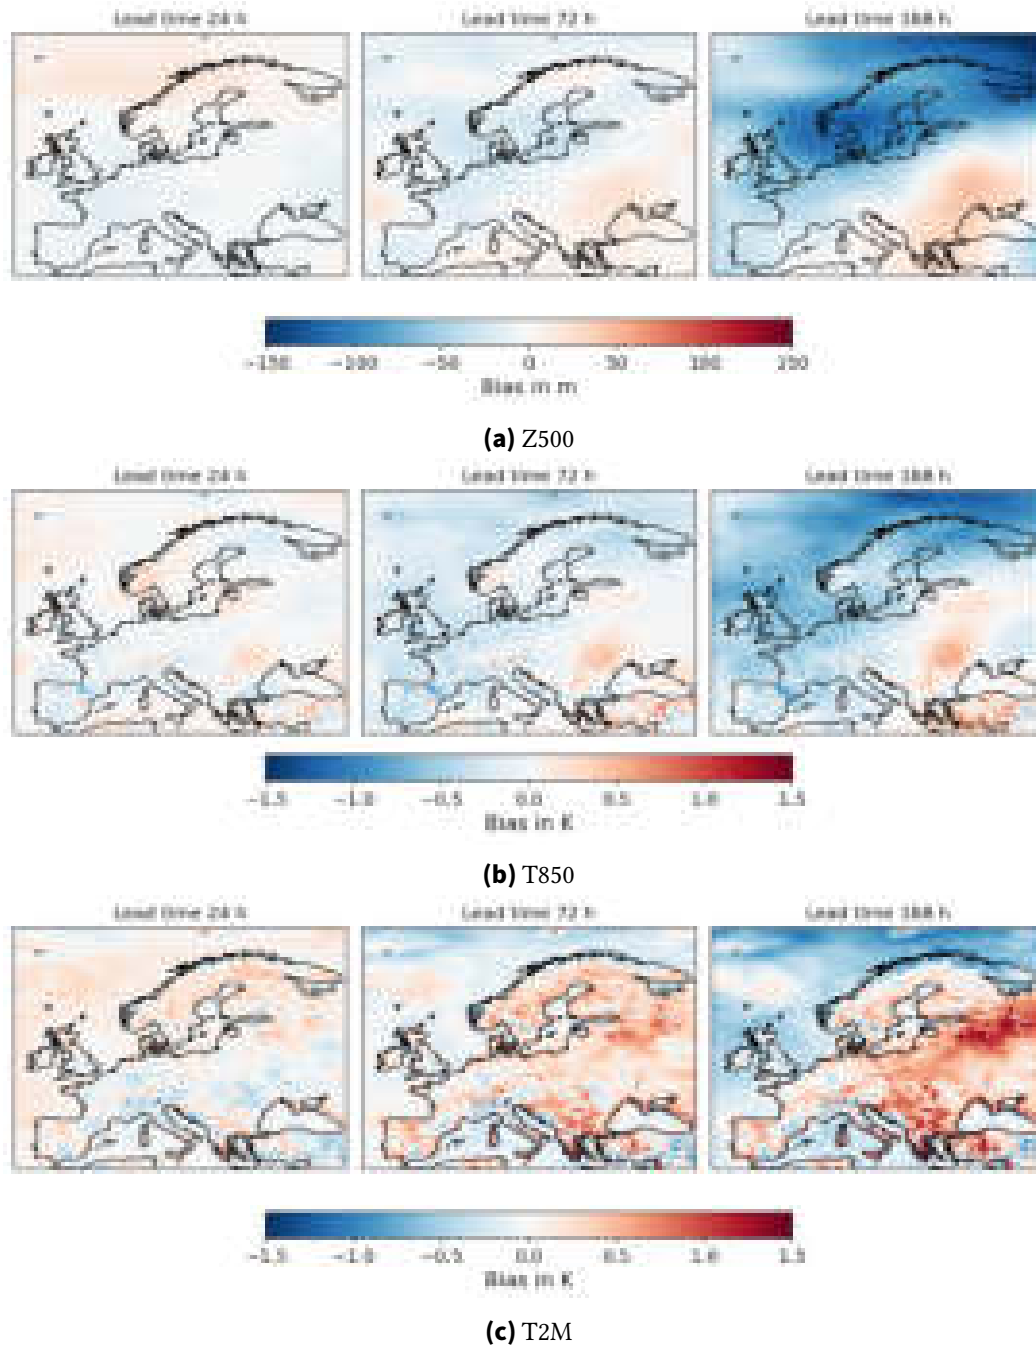 Lead time 24 h Lead time 72 h Lead time 168 h
−150 −100 −50 0 50 100 150
Bias in m
(a) Z500
Lead time 24 h Lead time 72 h Lead time 168 h
−1.5 −1.0 −0.5 0.0 0.5 1.0 1.5
Bias in K
(b) T850
Lead time 24 h Lead time 72 h Lead time 168 h
−1.5 −1.0 −0.5 0.0 0.5 1.0 1.5
Bias in K
(c) T2M